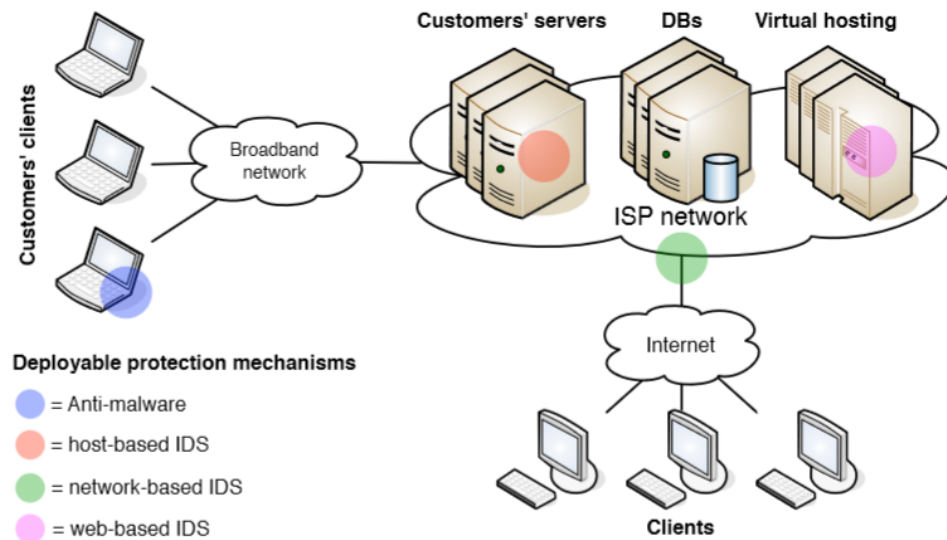 Customers' servers
DBs
Virtual hosting
Customers' clients
Broadband
network
ISP network
Internet
Deployable protection mechanisms
= Anti-malware
= host-based IDS
= network-based IDS
= web-based IDS
Clients